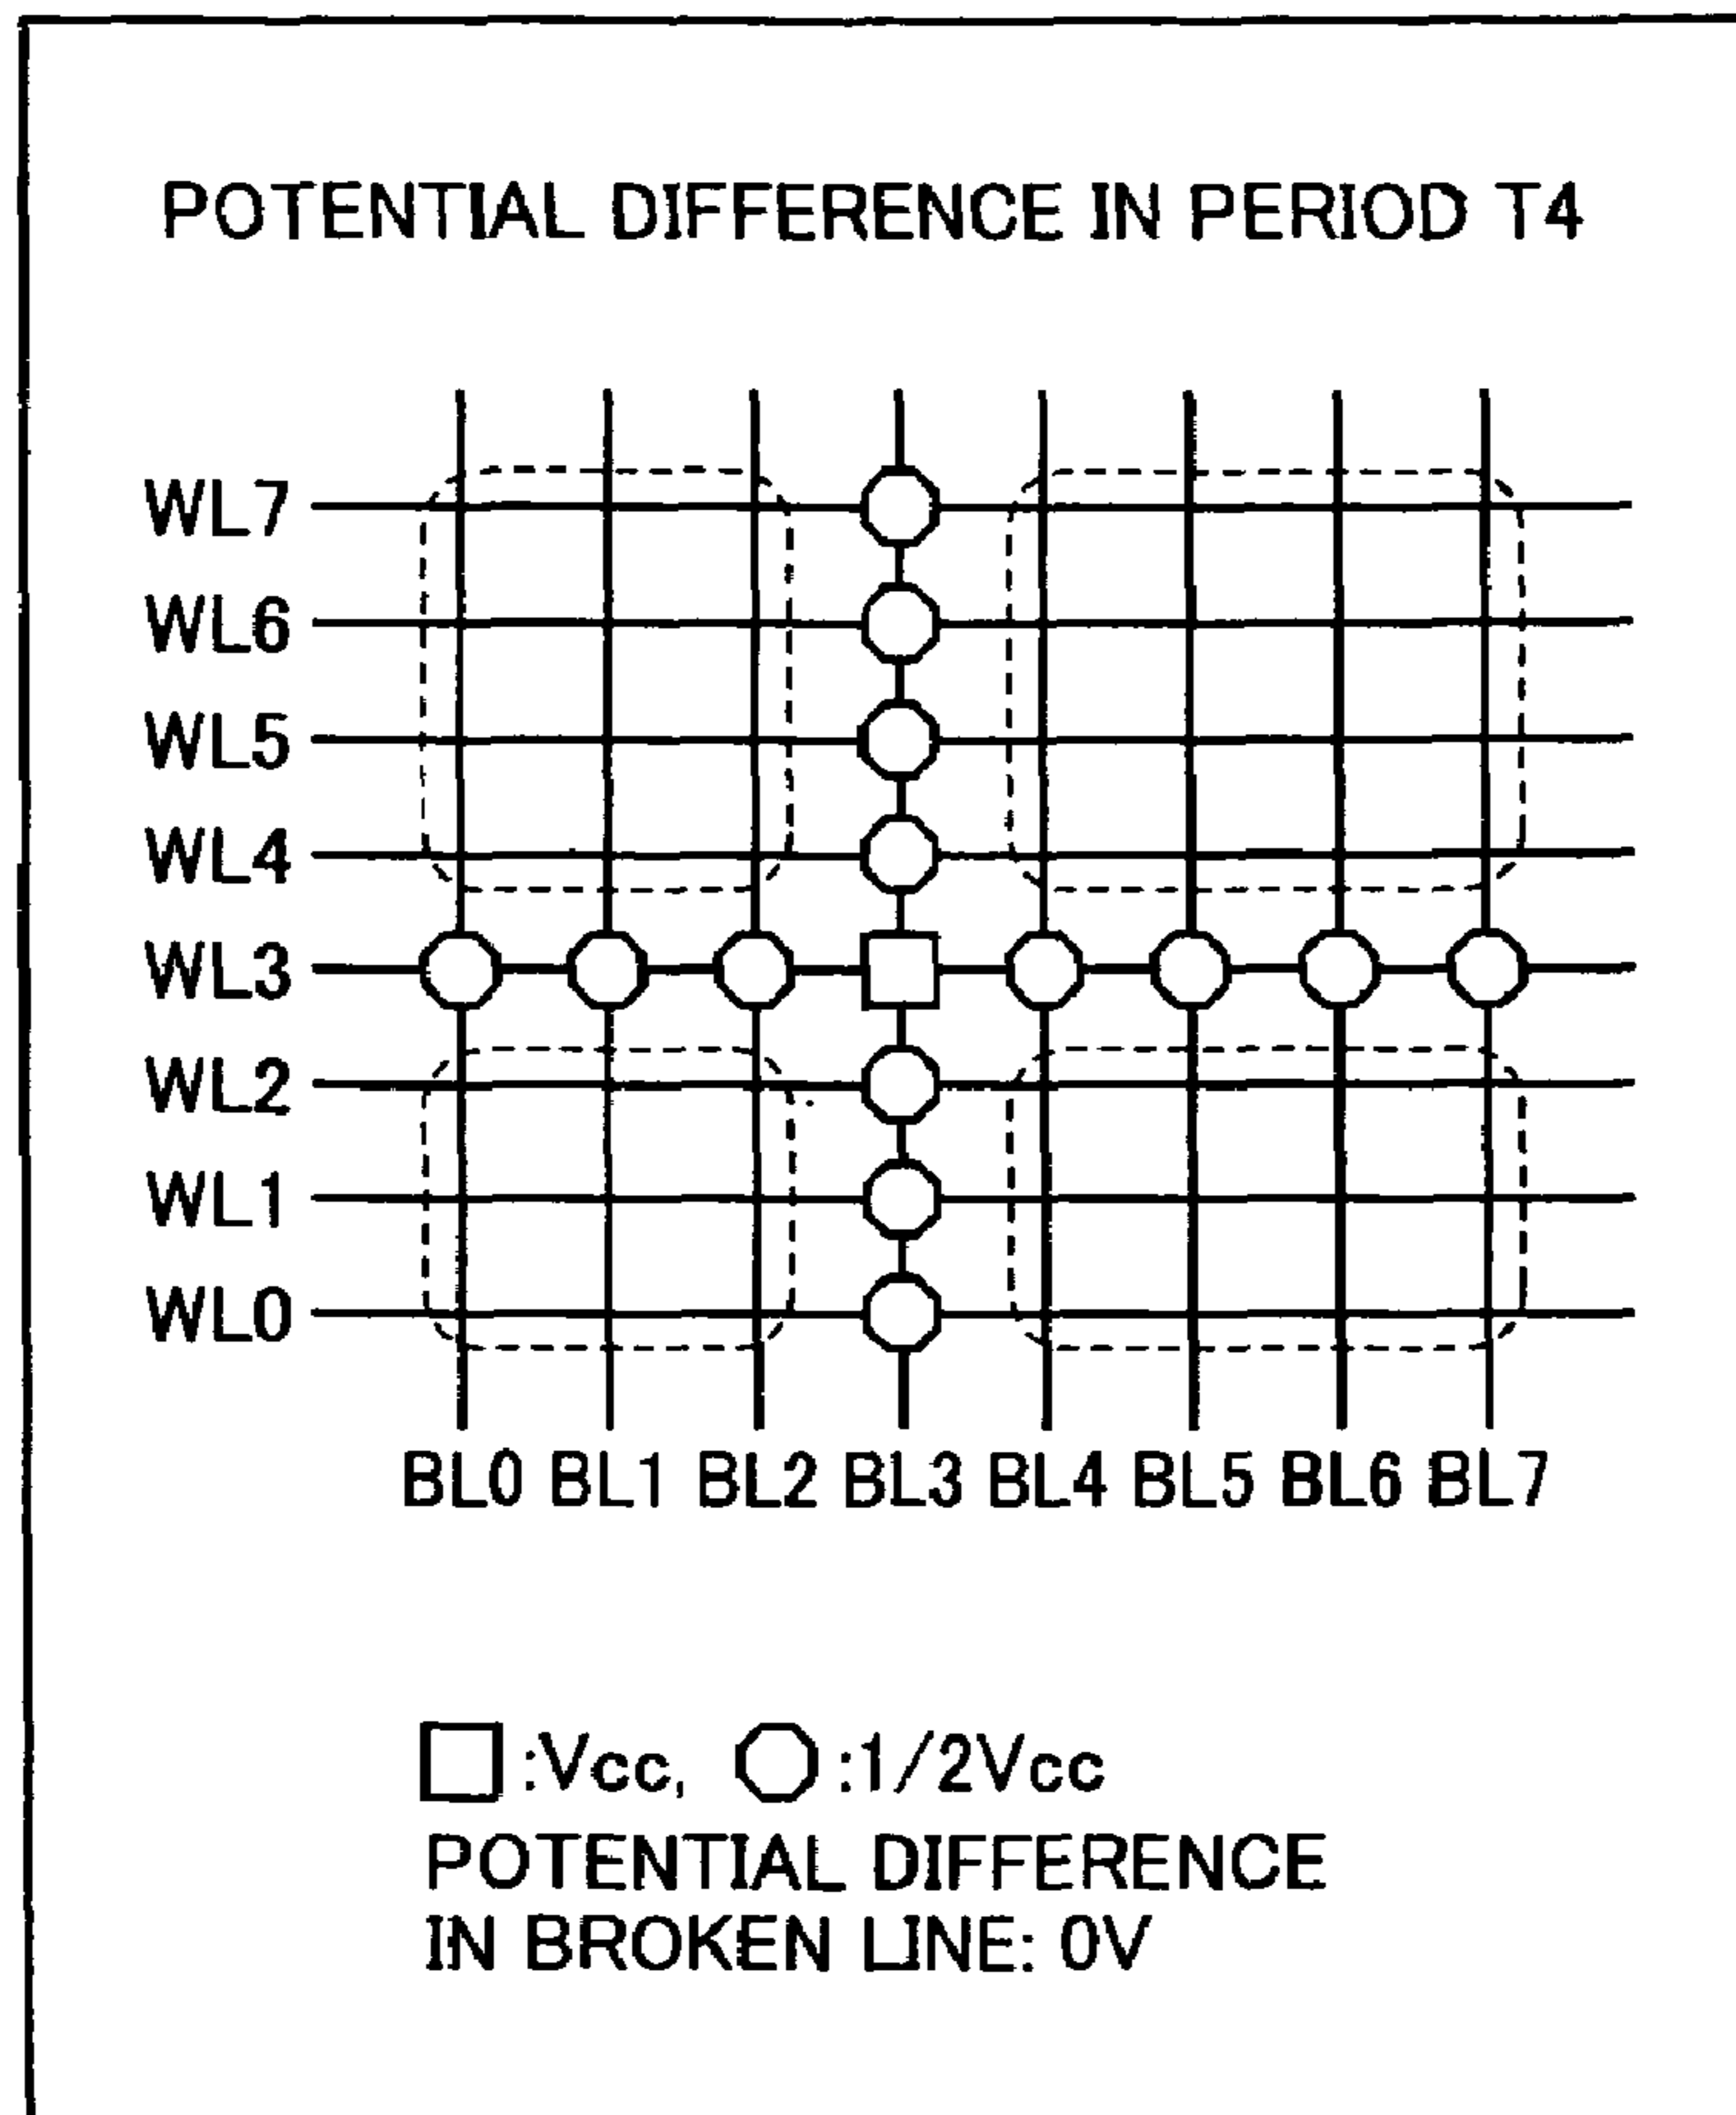 POTENTIAL DIFFERENCE IN PERIOD T4
WL7
WL6
WL5
WL4
WL3
WL2
WL1
WL0
BL0 BL1 BL2 BL3 BL4 BL5 BL6 BL7
:Vcc, :1/2Vcc
POTENTIAL DIFFERENCE
IN BROKEN LINE: 0V